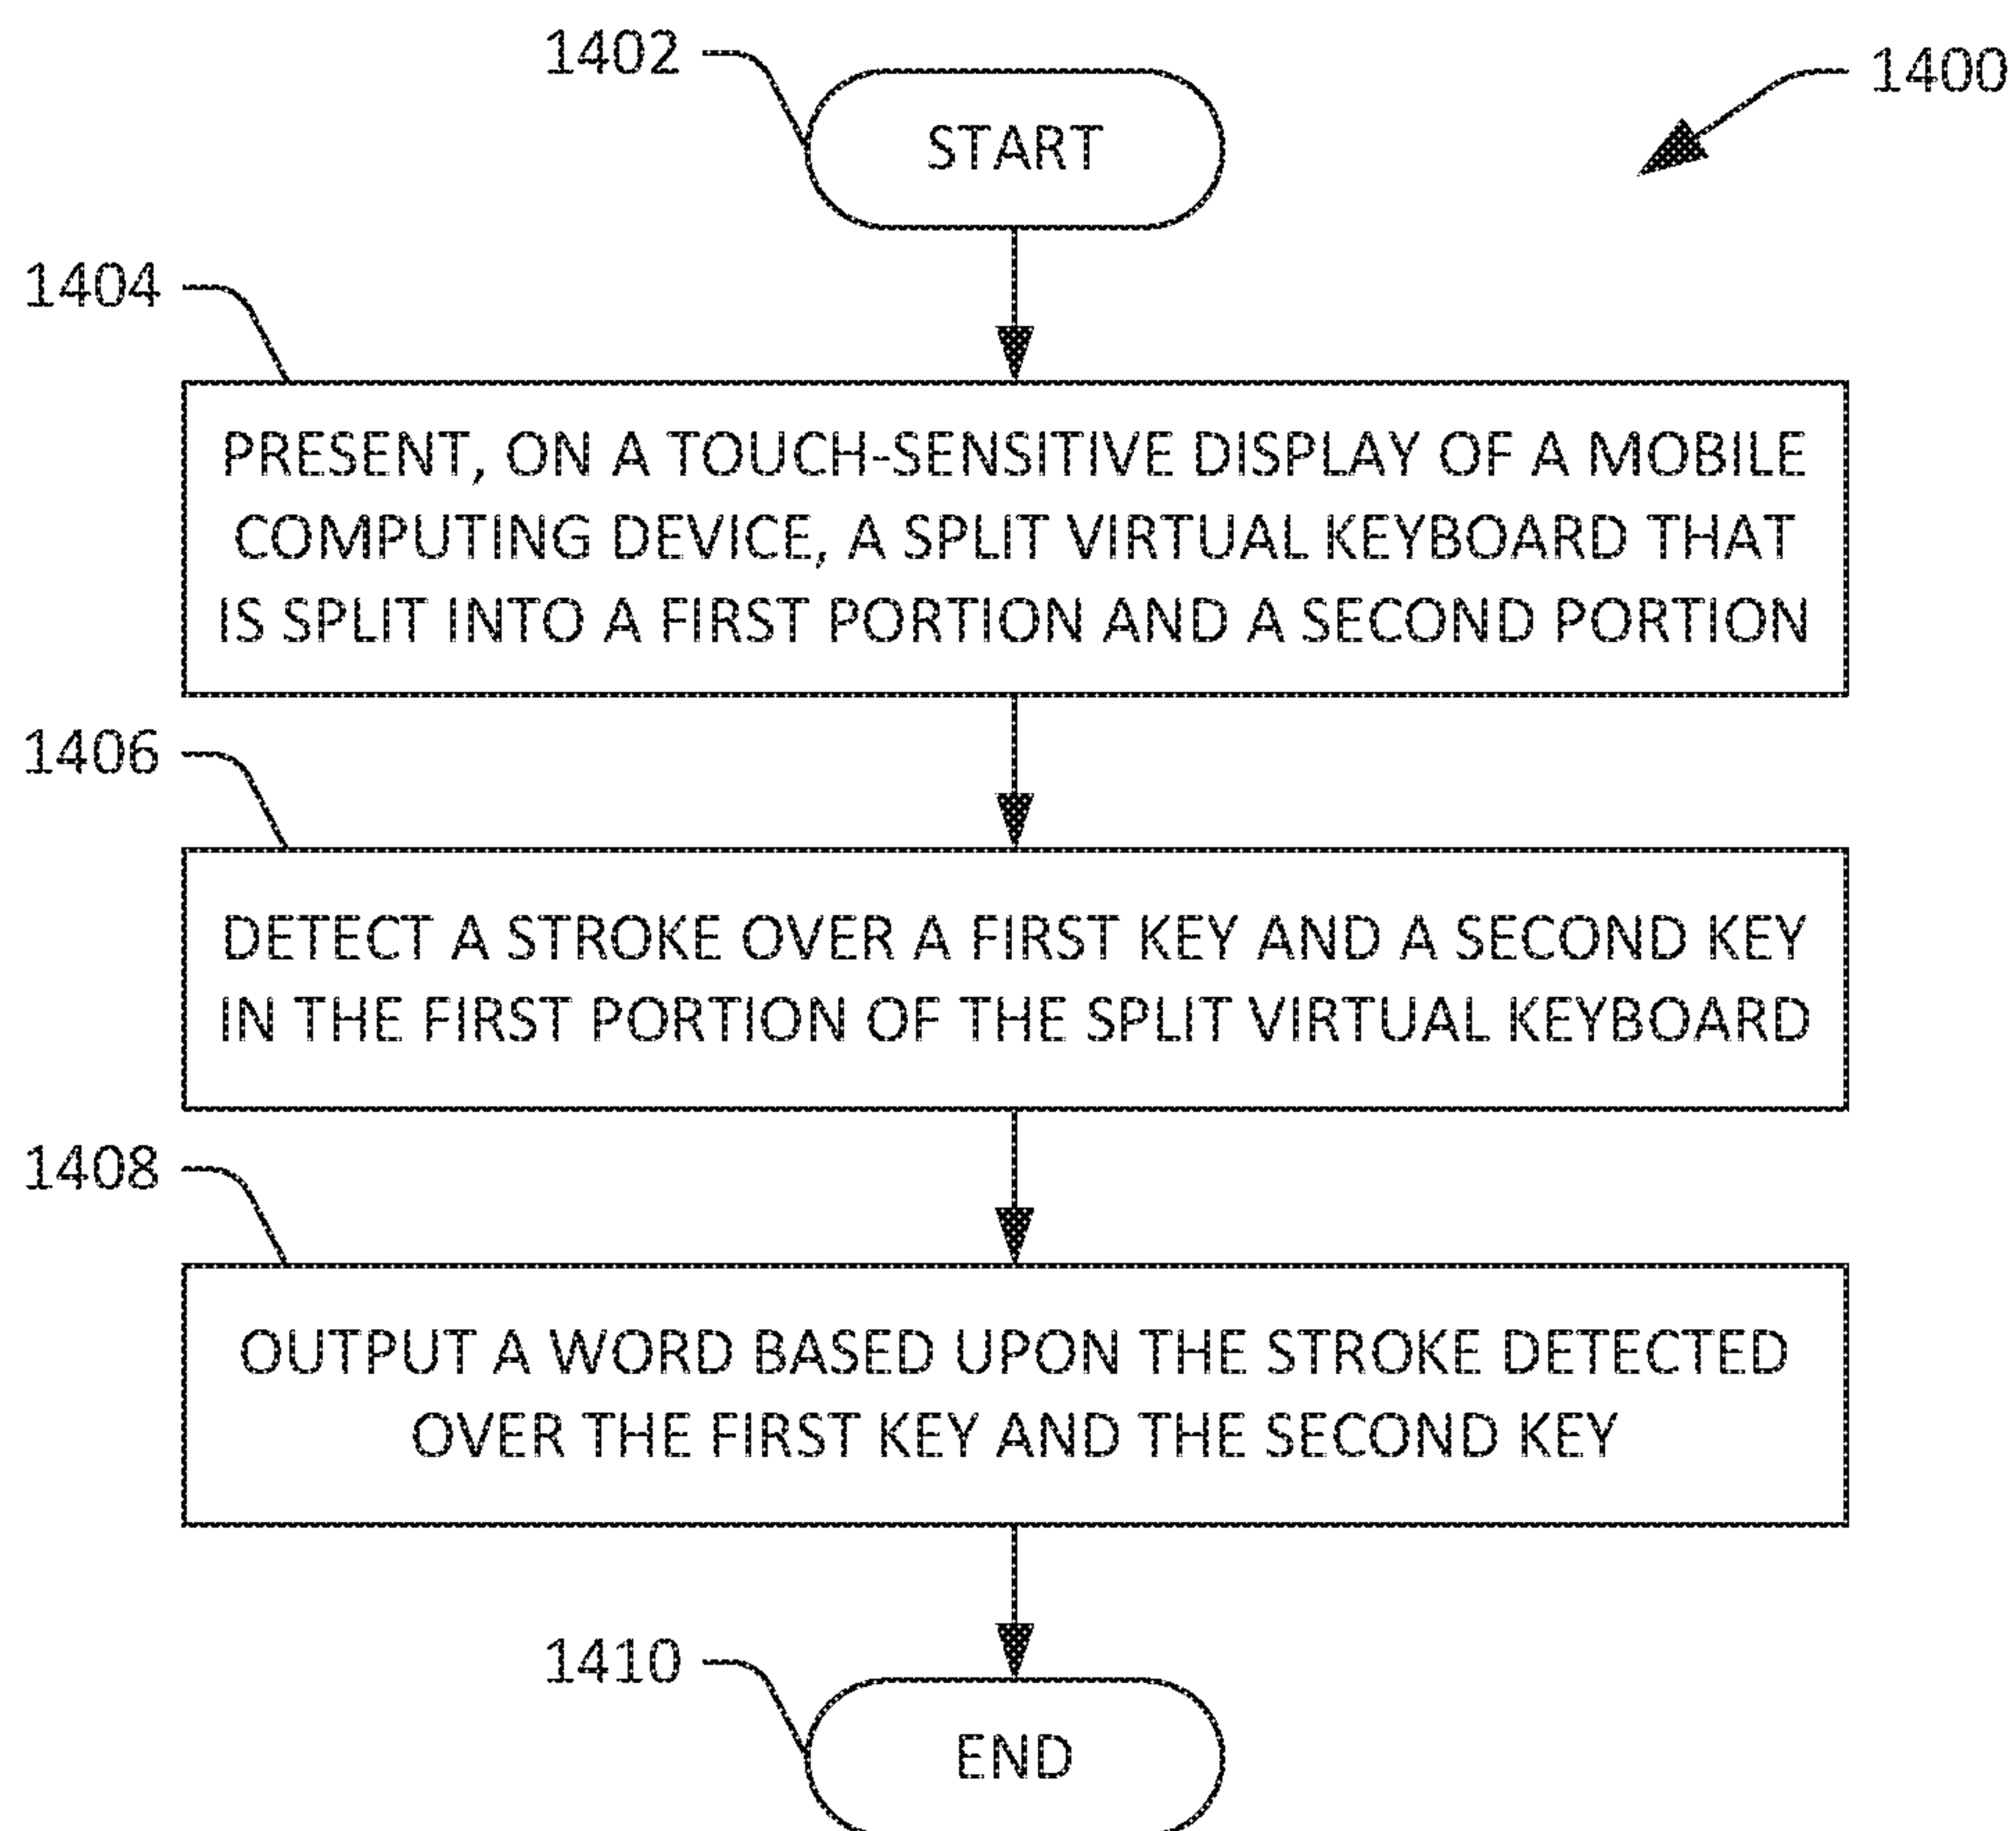 1402
1400
START
1404
PRESENT, ON A TOUCH-SENSITIVE DISPLAY OF A MOBILE
COMPUTING DEVICE, A SPLIT VIRTUAL KEYBOARD THAT
IS SPLIT INTO A FIRST PORTION AND A SECOND PORTION
1406
DETECT A STROKE OVER A FIRST KEY AND A SECOND KEY
IN THE FIRST PORTION OF THE SPLIT VIRTUAL KEYBOARD
1408
OUTPUT A WORD BASED UPON THE STROKE DETECTED
OVER THE FIRST KEY AND THE SECOND KEY
1410
END